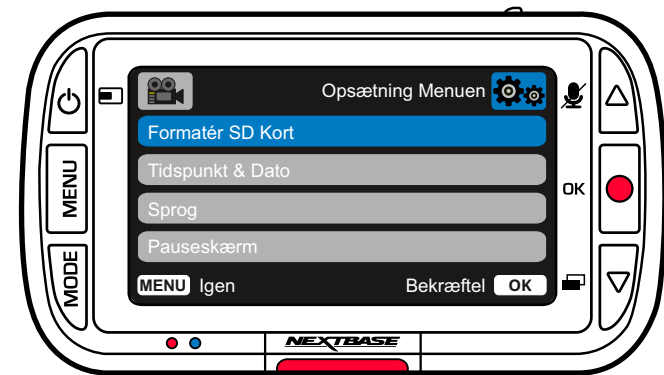 Opsætning Menuen
Formatér SD Kort
Tidspunkt & Dato
Sprog
Pauseskærm
MENU Igen
Bekræftel OK
MENU
MODE
OK
NEXTBASE